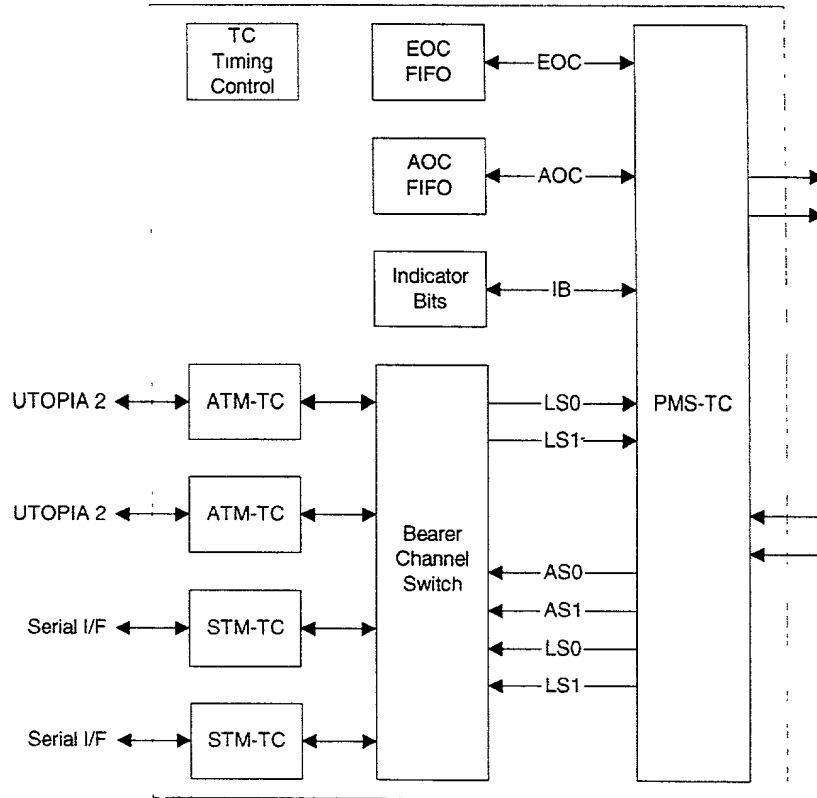 TC
Timing
Control
EOC
FIFO
EOC
AOC
FIFO
AOC
Indicator
Bits
IB
UTOPIA 2
ATM-TC
LS0
PMS-TC
LS1
UTOPIA 2
ATM-TC
Bearer
Channel
Switch
AS0
AS1
Serial I/F
STM-TC
LS0
LS1
Serial I/F
STM-TC